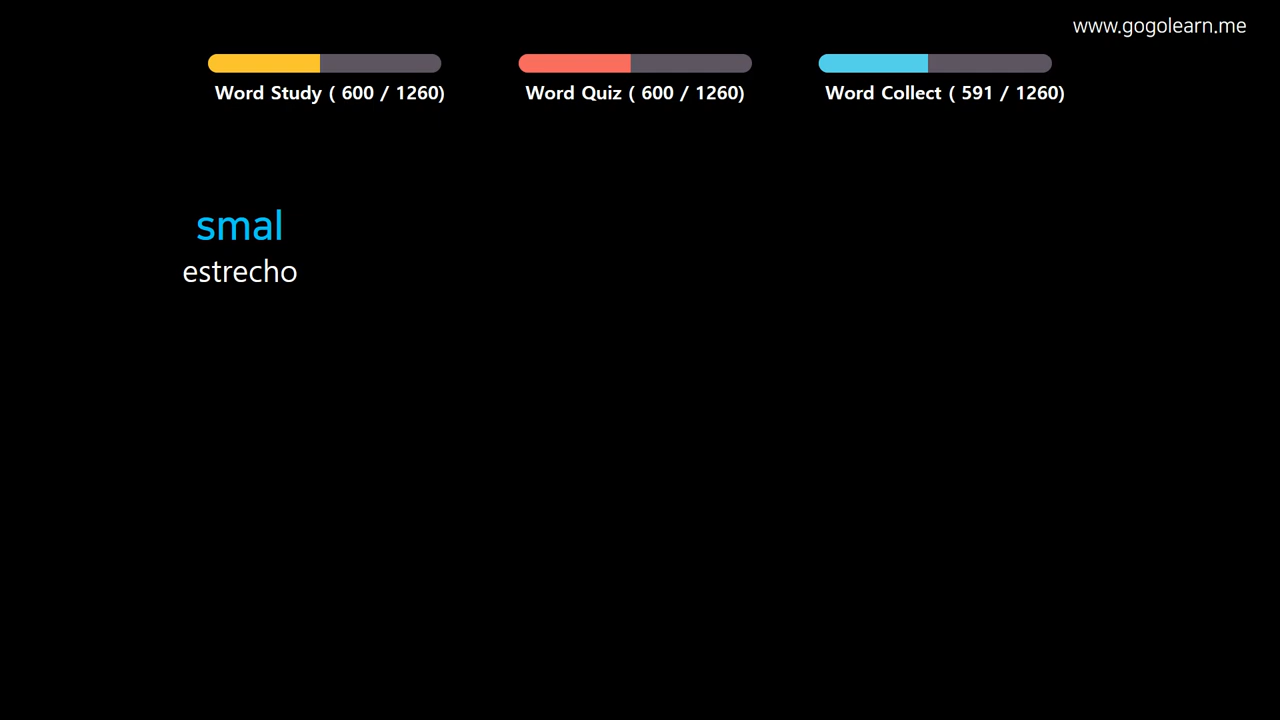 www.gogolearn.me
Word Study ( 600 / 1260)
Word Quiz ( 600 / 1260)
Word Collect ( 591 / 1260)
smal
estrecho